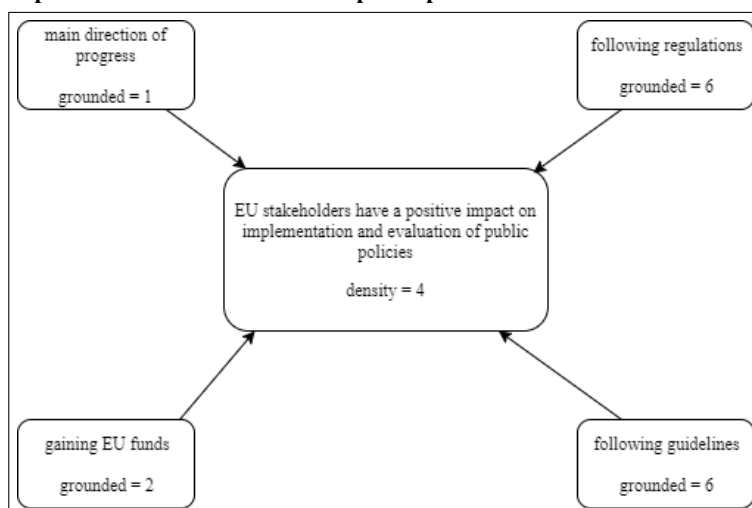 main direction of
progress
grounded = 1
following regulations
grounded = 6
EU stakeholders have a positive impact on
implementation and evaluation of public
policies
density = 4
gaining EU funds
grounded = 2
following guidelines
grounded = 6